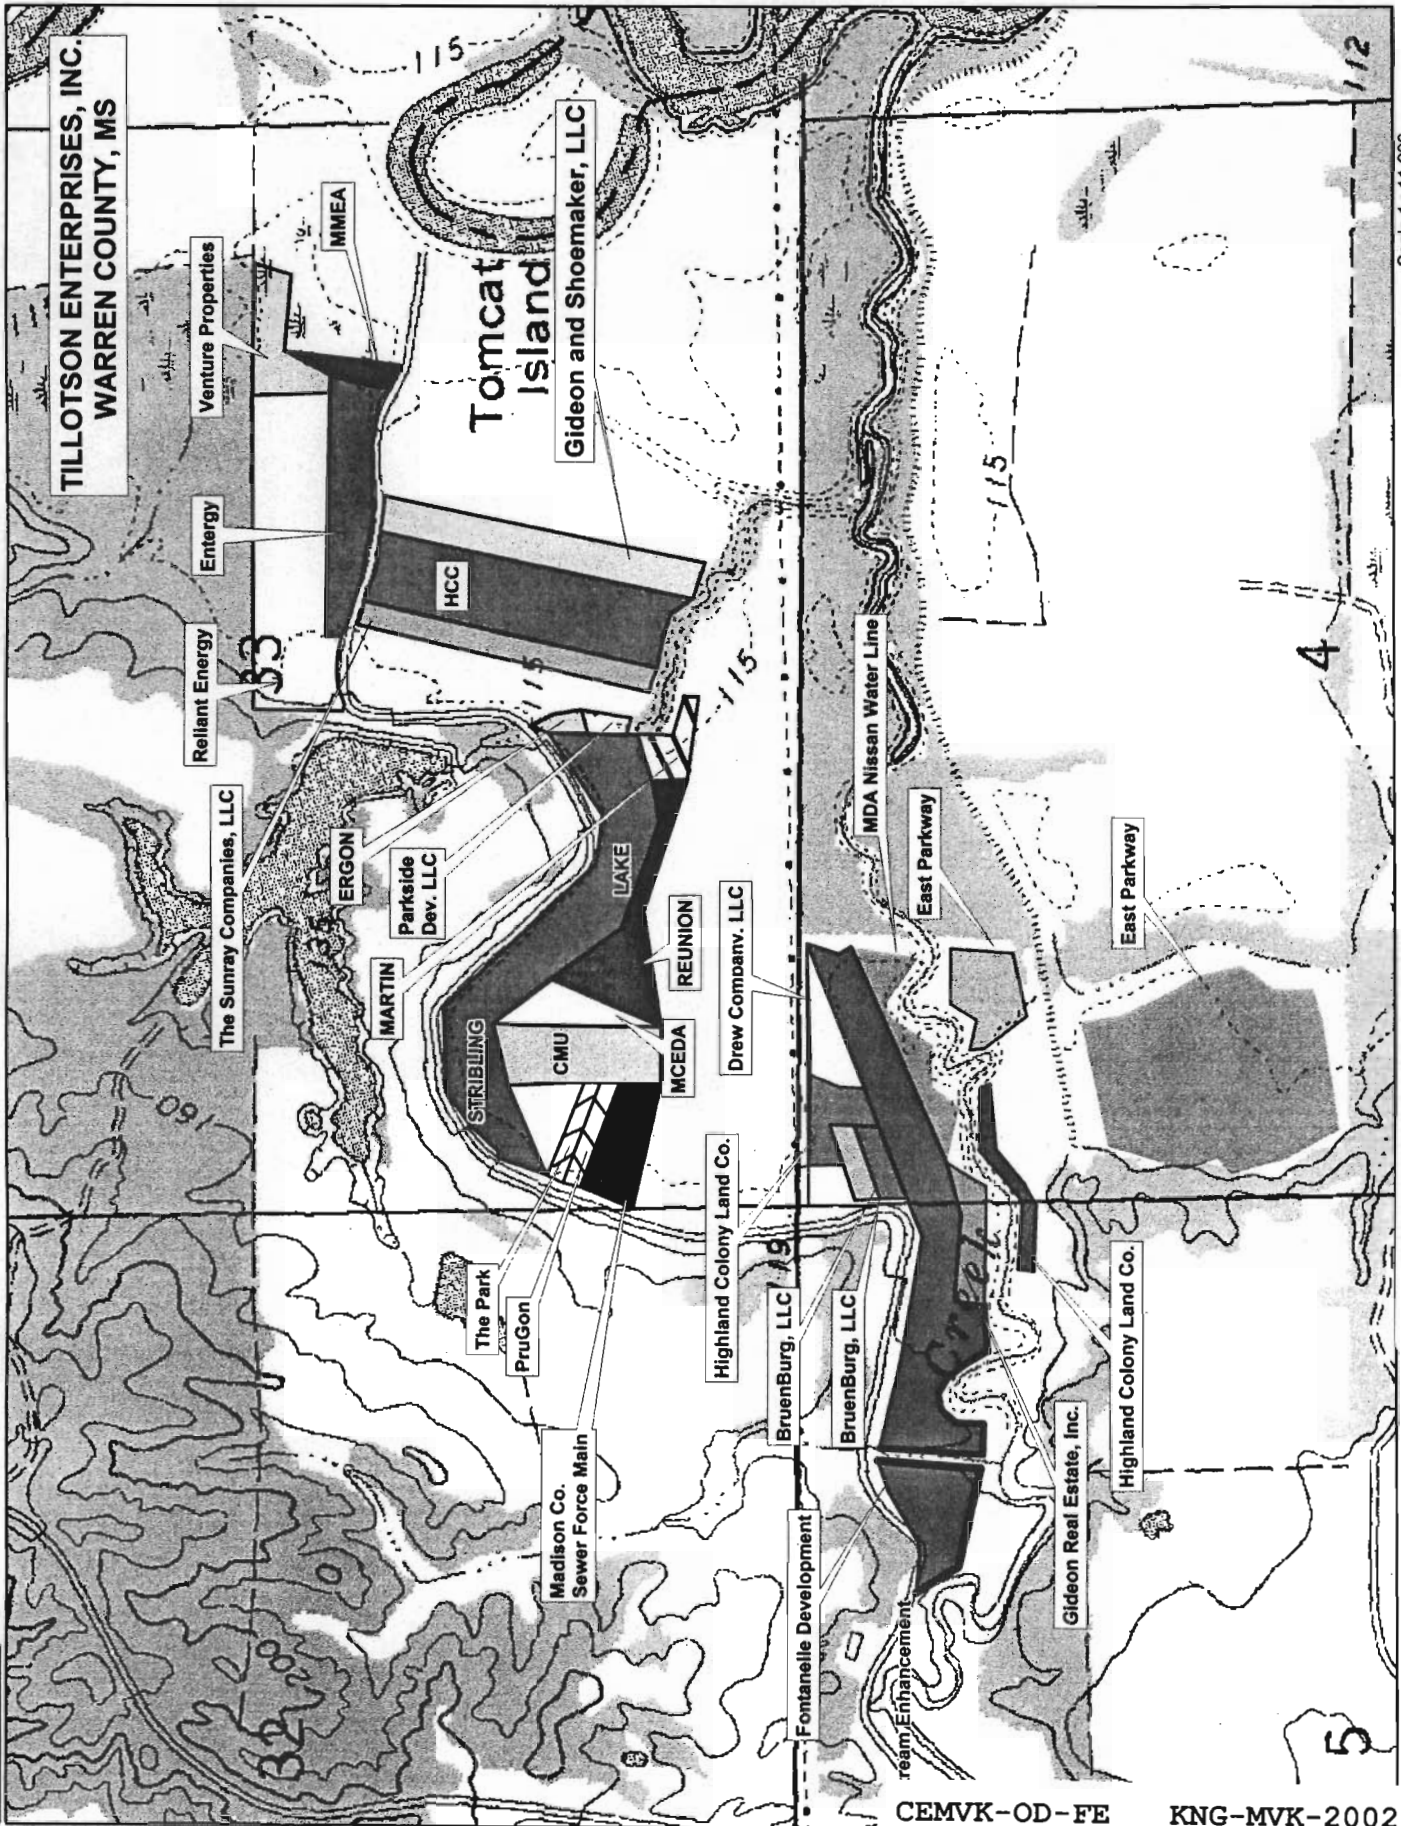 TILLOTSON ENTERPRISES, INC.
WARREN COUNTY, MS
Venture Properties
MMEA
Entergy
Reliant Energy
The Sunray Companies, LLC
Tomcat
Island
Gideon and Shoemaker, LLC
HCC
ERGON
Parkside
Dev. LLC
MARTIN
LAKE
STRIBLING
REUNION
CMU
MCEDA
Drew Company, LLC
The Park
PruGon
Madison Co.
Sewer Force Main
Highland Colony Land Co.
BruenBurg, LLC
BruenBurg, LLC
Fontanelle Development
MDA Nissan Water Line
East Parkway
East Parkway
Highland Colony Land Co.
Gideon Real Estate, Inc.
ream Enhancement
Creek
115
115
115
115
112
119
160
200
33
32
4
5
CEMVK-OD-FE KNG-MVK-2002